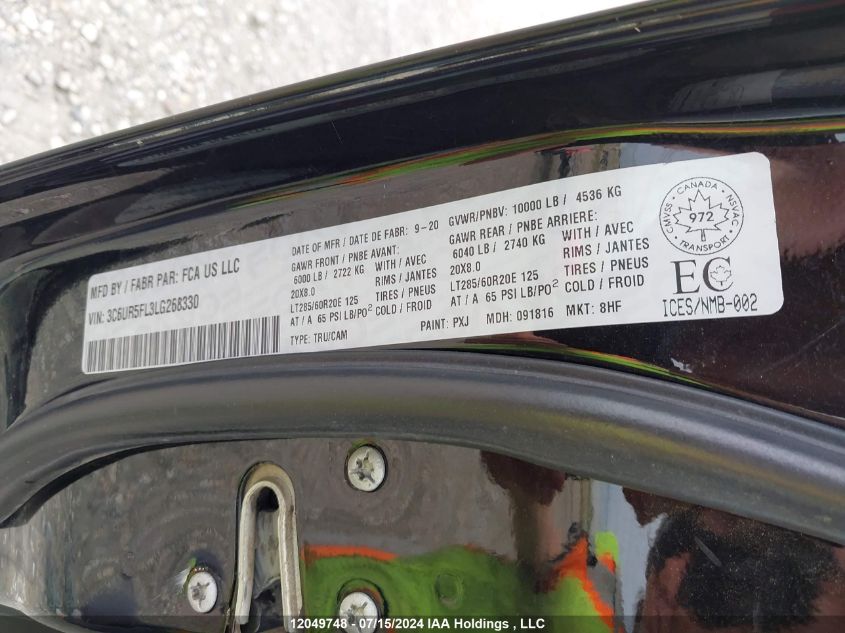 MFD BY / FABR PAR: FCA US LLC
VIN: 3C6UR5FL3LG268330
DATE OF MFR / DATE DE FABR: 9-20
GAWR FRONT / PNBE AVANT:
6000 LB / 2722 KG WITH / AVEC
20X8.0 RIMS / JANTES
LT285/60R20E 125 TIRES / PNEUS
AT / A 65 PSI LB/PO² COLD / FROID
TYPE: TRU/CAM
GVWR/PNBV: 10000 LB / 4536 KG
GAWR REAR / PNBE ARRIERE:
6040 LB / 2740 KG WITH / AVEC
20X8.0 RIMS / JANTES
LT285/60R20E 125 TIRES / PNEUS
AT / A 65 PSI LB/PO² COLD / FROID
PAINT: PXJ MDH: 091816 MKT: 8HF
CMVSS · CANADA · NSVAC
972
TRANSPORT
EC
ICES/NMB-002
12049748 - 07/15/2024 IAA Holdings , LLC